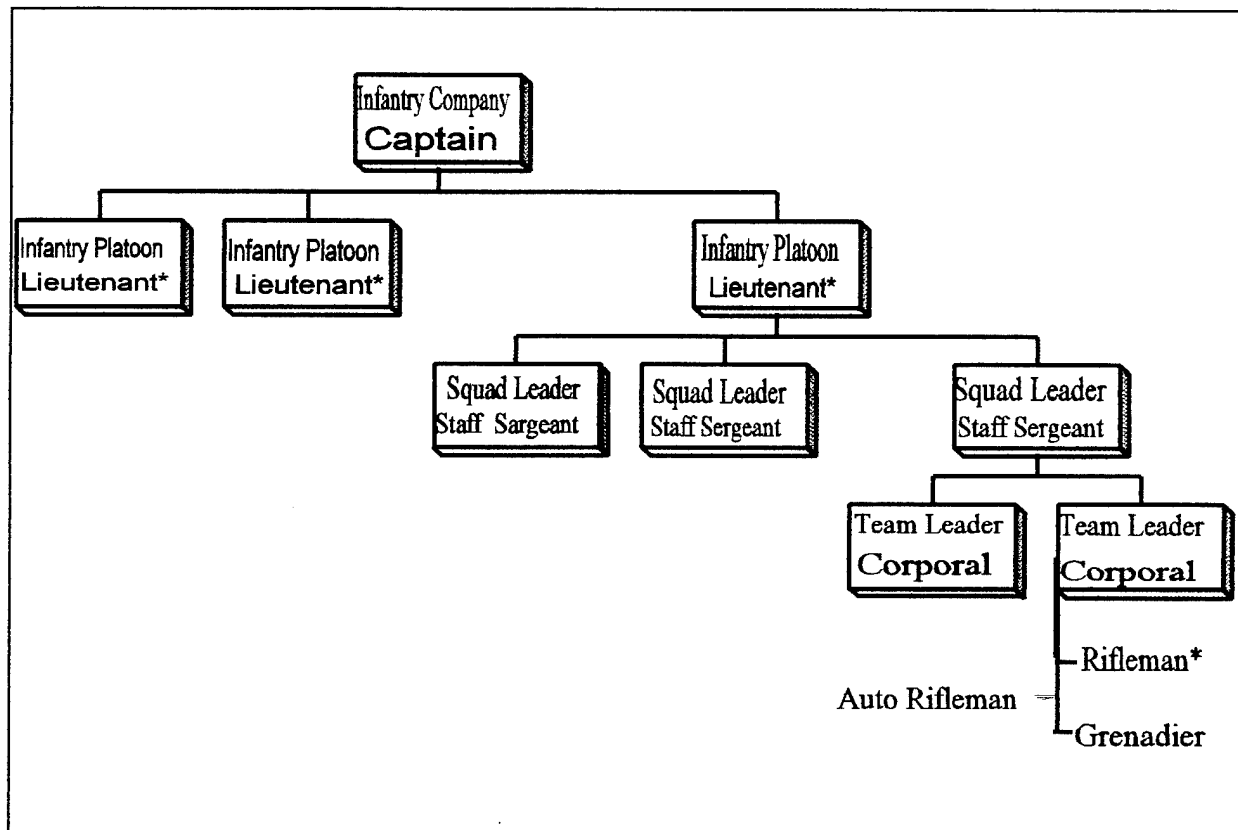 Infantry Company
Captain
Infantry Platoon
Lieutenant*
Infantry Platoon
Lieutenant*
Infantry Platoon
Lieutenant*
Squad Leader
Staff Sargeant
Squad Leader
Staff Sergeant
Squad Leader
Staff Sergeant
Team Leader
Corporal
Team Leader
Corporal
Rifleman*
Auto Rifleman
Grenadier